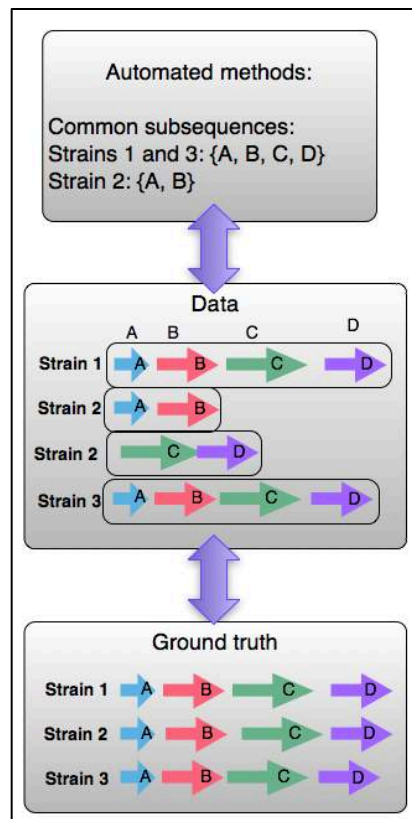 Automated methods:
Common subsequences:
Strains 1 and 3: {A, B, C, D}
Strain 2: {A, B}
Data
A B C D
Strain 1 A B C D
Strain 2 A B
Strain 2 C D
Strain 3 A B C D
Ground truth
Strain 1 A B C D
Strain 2 A B C D
Strain 3 A B C D